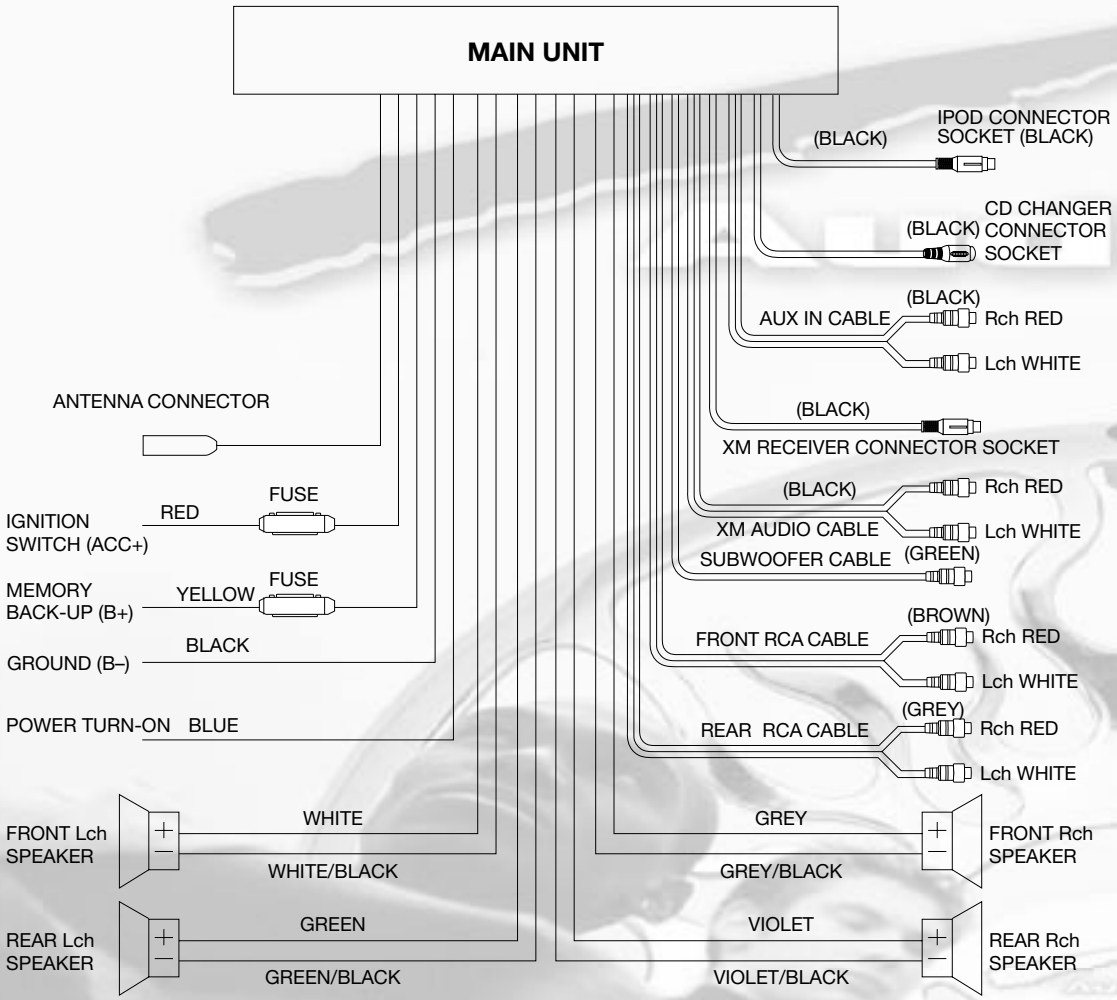 MAIN UNIT
IPOD CONNECTOR
SOCKET (BLACK)
(BLACK)
CD CHANGER
CONNECTOR
SOCKET
(BLACK)
(BLACK)
AUX IN CABLE
Rch RED
Lch WHITE
(BLACK)
XM RECEIVER CONNECTOR SOCKET
(BLACK)
Rch RED
XM AUDIO CABLE
Lch WHITE
SUBWOOFER CABLE
(GREEN)
(BROWN)
FRONT RCA CABLE
Rch RED
Lch WHITE
(GREY)
REAR RCA CABLE
Rch RED
Lch WHITE
ANTENNA CONNECTOR
FUSE
RED
IGNITION
SWITCH (ACC+)
FUSE
YELLOW
MEMORY
BACK-UP (B+)
BLACK
GROUND (B–)
POWER TURN-ON BLUE
FRONT Lch
SPEAKER
+
–
WHITE
WHITE/BLACK
GREY
GREY/BLACK
+
–
FRONT Rch
SPEAKER
REAR Lch
SPEAKER
+
–
GREEN
GREEN/BLACK
VIOLET
VIOLET/BLACK
+
–
REAR Rch
SPEAKER